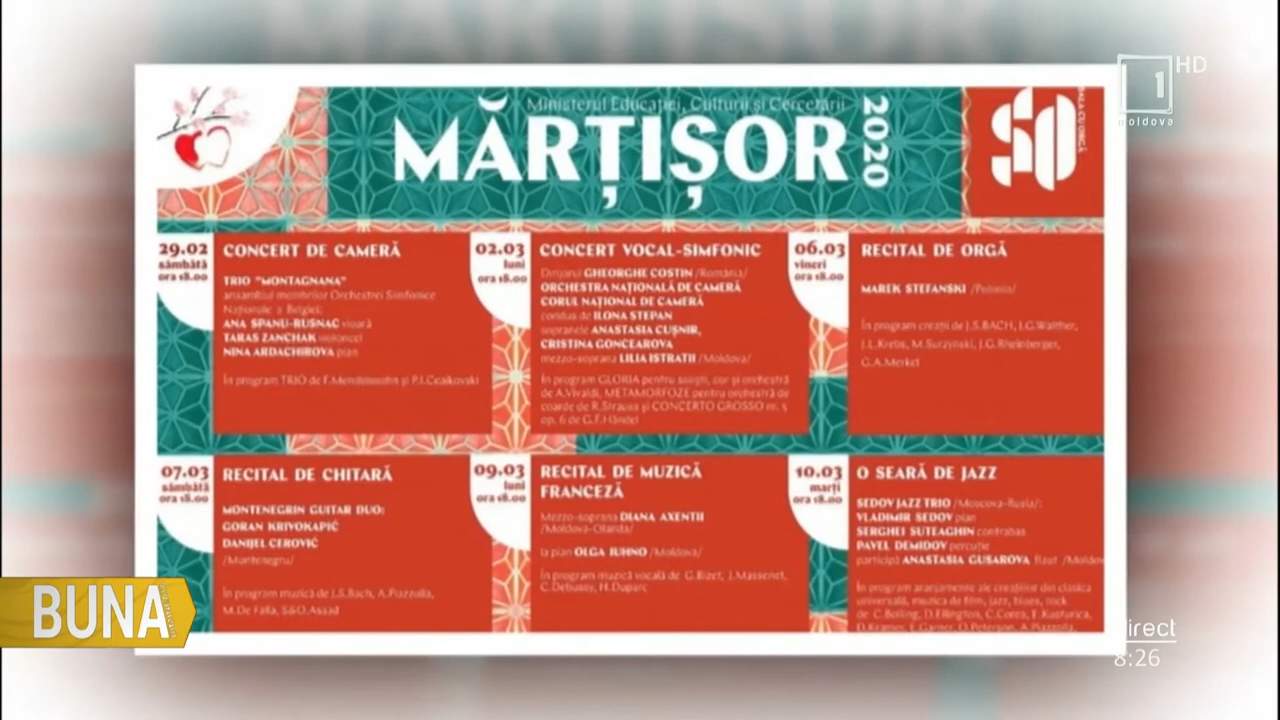 Ministerul Educației, Culturii și Cercetării
MĂRȚIȘOR
2020
SALA CU ORGĂ
1 HD
moldova
29.02
sâmbătă
ora 18.00
CONCERT DE CAMERĂ
TRIO "MONTAGNANA"
ansamblul membrilor Orchestrei Simfonice
Naționale a Belgiei:
ANA SPANU-RUSNAC vioară
TARAS ZANCHAK violoncel
NINA ARDACHIROVA pian
În program TRIO de F.Mendelssohn și P.I.Ceaikovski
02.03
luni
ora 18.00
CONCERT VOCAL-SIMFONIC
Dirijorul GHEORGHE COSTIN /România/
ORCHESTRA NAȚIONALĂ DE CAMERĂ
CORUL NAȚIONAL DE CAMERĂ
condus de ILONA STEPAN
sopranele ANASTASIA CUȘNIR,
CRISTINA GONCEAROVA
mezzo-soprana LILIA ISTRATII /Moldova/
În program GLORIA pentru soliști, cor și orchestră
de A.Vivaldi, METAMORFOZE pentru orchestră de
coarde de R.Strauss și CONCERTO GROSSO nr. 5
op. 6 de G.F.Händel
06.03
vineri
ora 18.00
RECITAL DE ORGĂ
MAREK STEFANSKI /Polonia/
În program creații de J.S.BACH, J.G.Walther,
J.L.Krebs, M.Surzynski, J.G.Rheinberger,
G.A.Merkel
07.03
sâmbătă
ora 18.00
RECITAL DE CHITARĂ
MONTENEGRIN GUITAR DUO:
GORAN KRIVOKAPIĆ
DANIJEL CEROVIĆ
/Muntenegru/
În program muzică de J.S.Bach, A.Piazzolla,
M.De Falla, S&O.Assad
09.03
luni
ora 18.00
RECITAL DE MUZICĂ
FRANCEZĂ
Mezzo-soprana DIANA AXENTII
/Moldova-Olanda/
la pian OLGA IUHNO /Moldova/
În program muzică vocală de G.Bizet, J.Massenet,
C.Debussy, H.Duparc
10.03
marți
ora 18.00
O SEARĂ DE JAZZ
SEDOV JAZZ TRIO /Moscova-Rusia/:
VLADIMIR SEDOV pian
SERGHEI SUTEAGHIN contrabas
PAVEL DEMIDOV percuție
participă ANASTASIA GUSAROVA flaut /Moldov
În program aranjamente ale creațiilor din clasica
universală, muzica de film, jazz, blues, rock
de C.Bolling, D.Ellington, C.Corea, E.Kusturica,
D.Kramer, E.Garner, O.Peterson, A.Piazzolla,
BUNA
irect
8:26